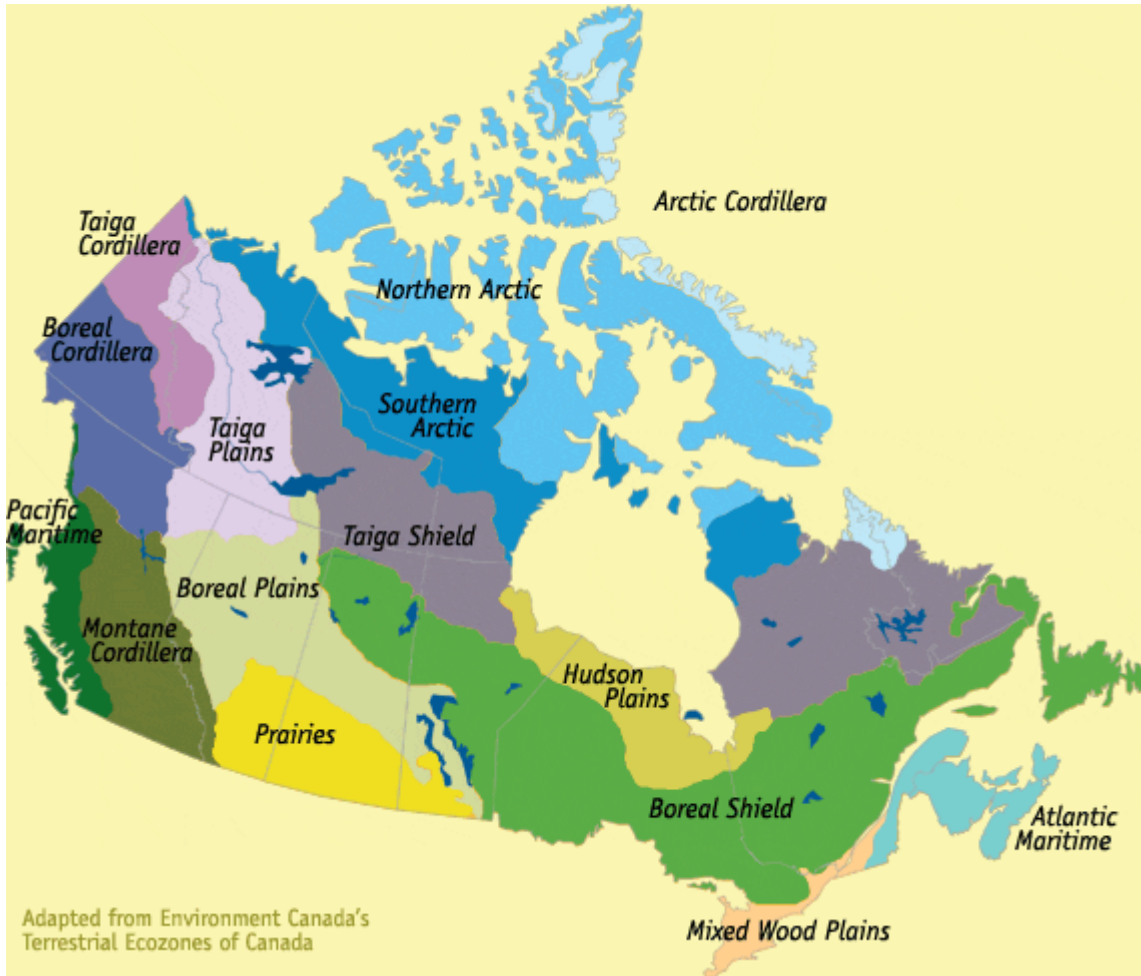 Arctic Cordillera
Taiga
Cordillera
Northern Arctic
Boreal
Cordillera
Southern
Arctic
Taiga
Plains
Pacific
Maritime
Taiga Shield
Boreal Plains
Montane
Cordillera
Hudson
Plains
Prairies
Boreal Shield
Atlantic
Maritime
Mixed Wood Plains
Adapted from Environment Canada's
Terrestrial Ecozones of Canada